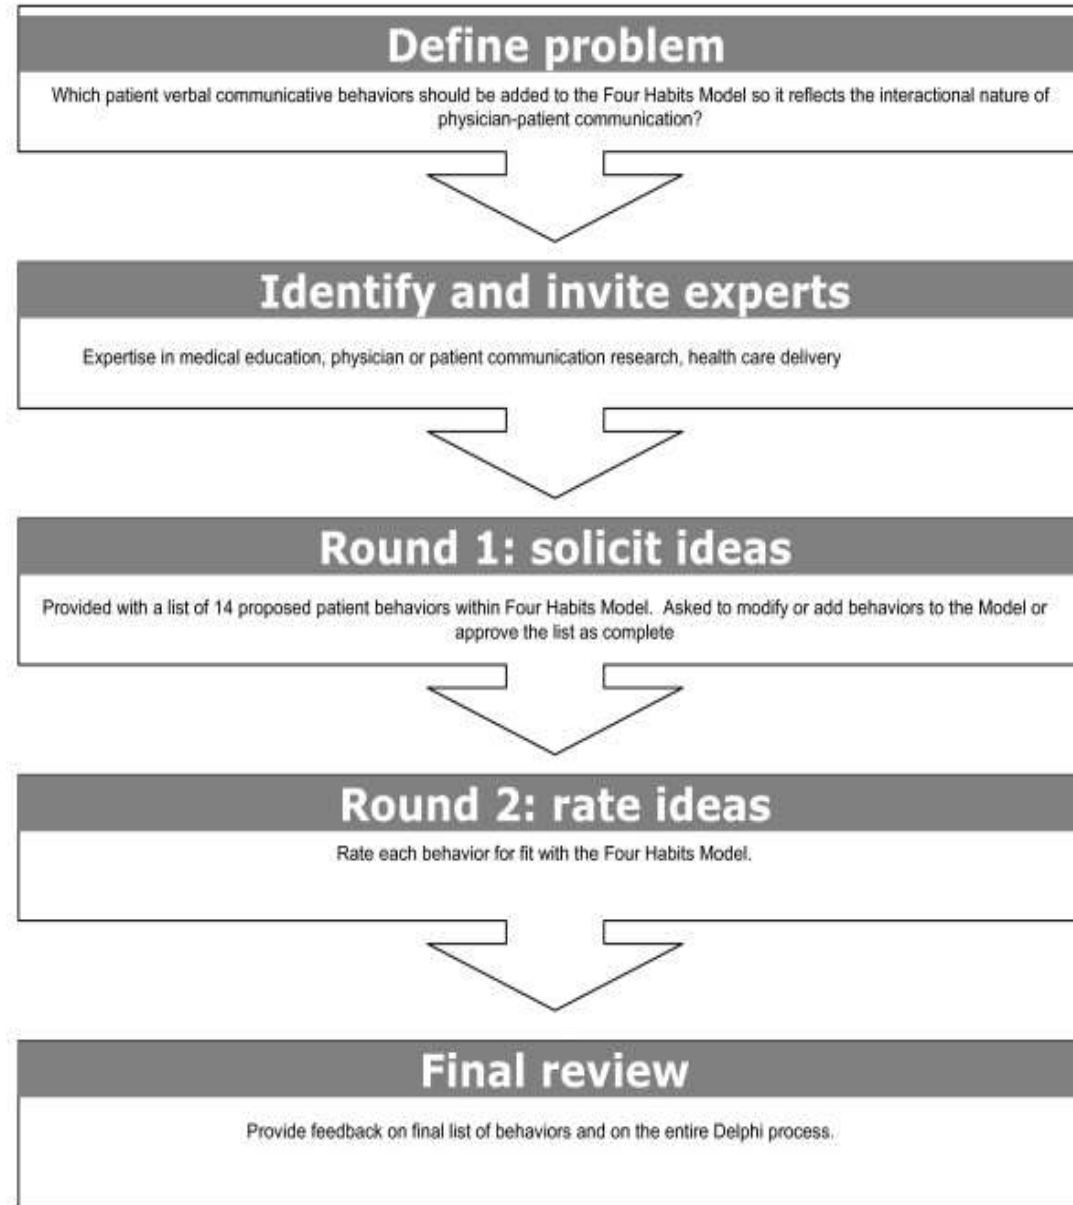 Define problem
Which patient verbal communicative behaviors should be added to the Four Habits Model so it reflects the interactional nature of
physician-patient communication?
Identify and invite experts
Expertise in medical education, physician or patient communication research, health care delivery
Round 1: solicit ideas
Provided with a list of 14 proposed patient behaviors within Four Habits Model.  Asked to modify or add behaviors to the Model or
approve the list as complete
Round 2: rate ideas
Rate each behavior for fit with the Four Habits Model.
Final review
Provide feedback on final list of behaviors and on the entire Delphi process.